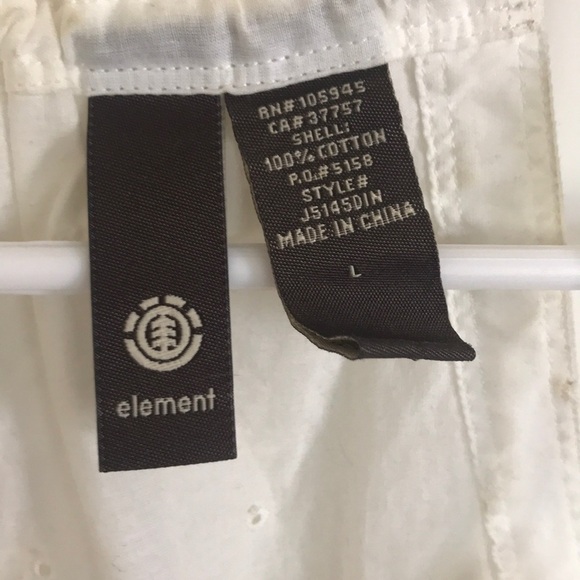 element
RN# 105945
CA# 37757
SHELL:
100% COTTON
P.O.# 5158
STYLE#
J5145DIN
MADE IN CHINA
L